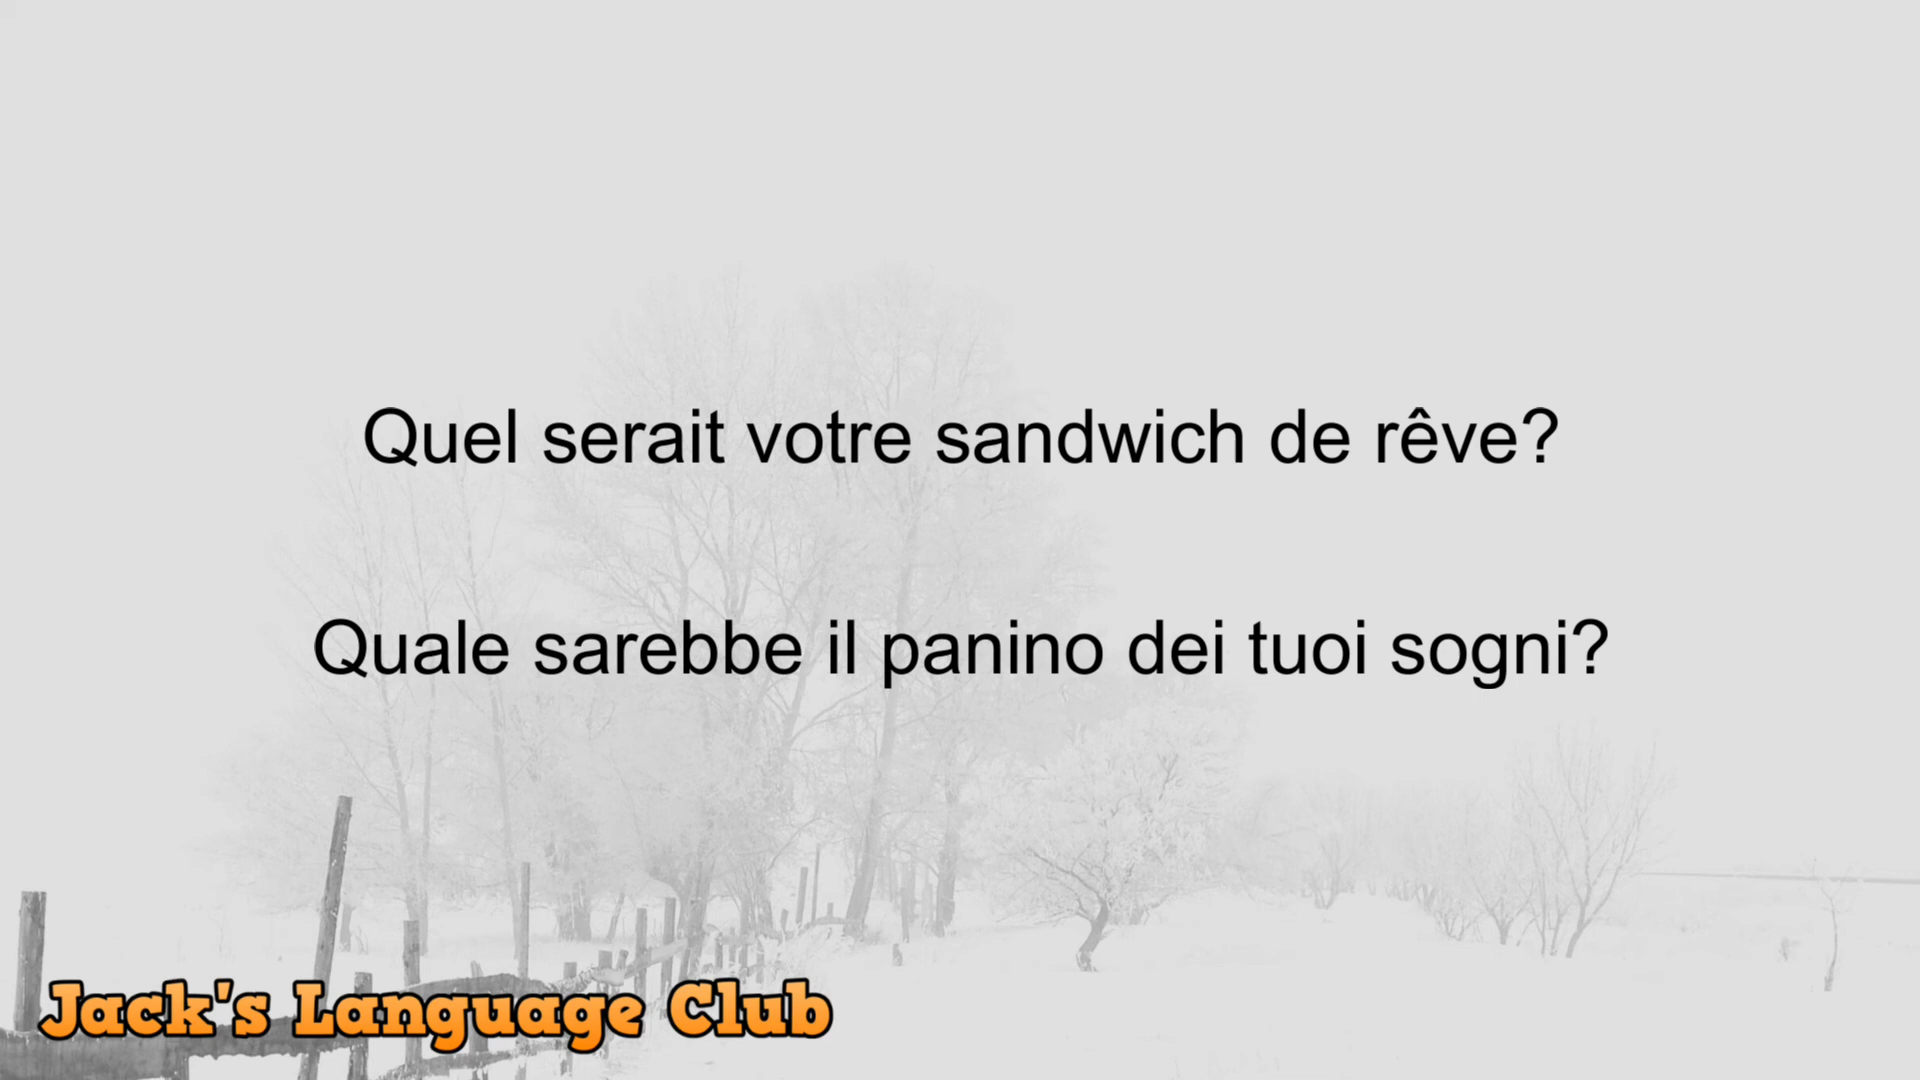 Quel serait votre sandwich de rêve?
Quale sarebbe il panino dei tuoi sogni?
Jack's Language Club